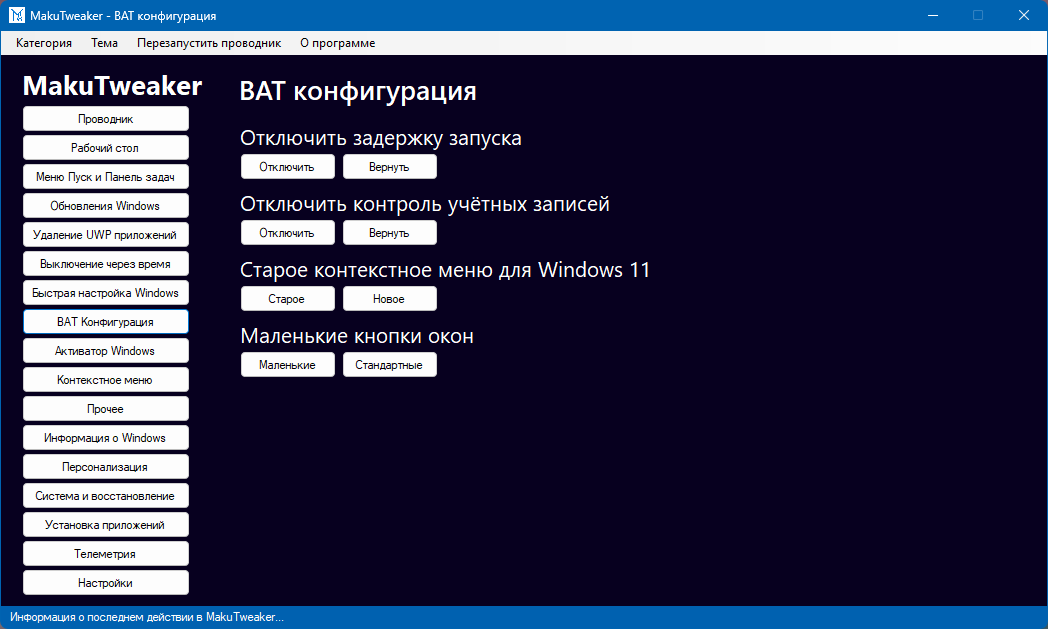 MakuTweaker - BAT конфигурация
Категория Тема Перезапустить проводник О программе
MakuTweaker
Проводник
Рабочий стол
Меню Пуск и Панель задач
Обновления Windows
Удаление UWP приложений
Выключение через время
Быстрая настройка Windows
BAT Конфигурация
Активатор Windows
Контекстное меню
Прочее
Информация о Windows
Персонализация
Система и восстановление
Установка приложений
Телеметрия
Настройки
BAT конфигурация
Отключить задержку запуска
Отключить Вернуть
Отключить контроль учётных записей
Отключить Вернуть
Старое контекстное меню для Windows 11
Старое Новое
Маленькие кнопки окон
Маленькие Стандартные
Информация о последнем действии в MakuTweaker...